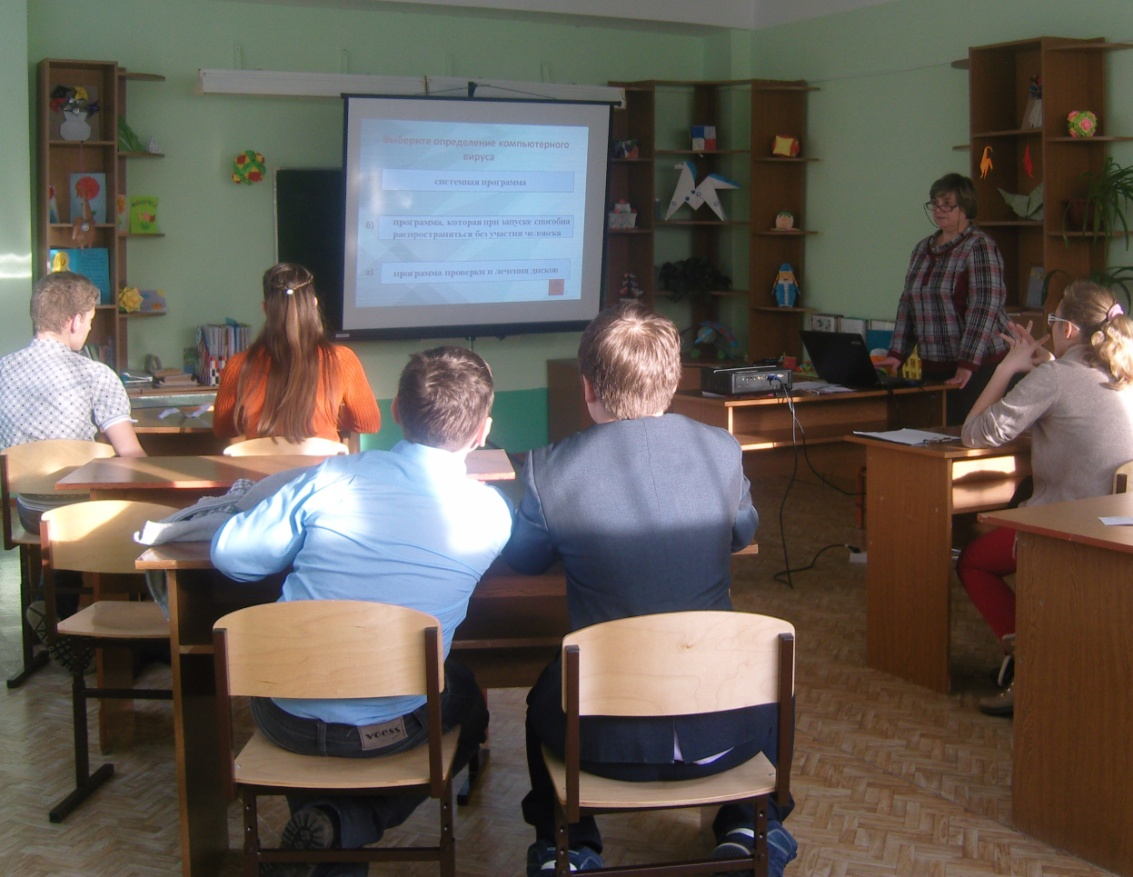 Выберите определение компьютерного
вируса
системная программа
б) программа, которая при запуске способна
распространяться без участия человека
а) программа проверки и лечения дисков
voess